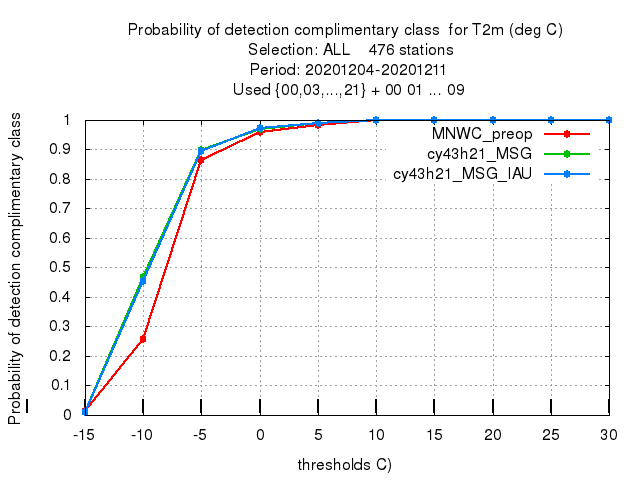 Probability of detection complimentary class  for T2m (deg C)
Selection: ALL    476 stations
Period: 20201204-20201211
Used {00,03,...,21} + 00 01 ... 09
Probability of detection complimentary class
1
0.9
0.8
0.7
0.6
0.5
0.4
0.3
0.2
0.1
0
MNWC_preop
cy43h21_MSG
cy43h21_MSG_IAU
-15 -10 -5 0 5 10 15 20 25 30
thresholds C)